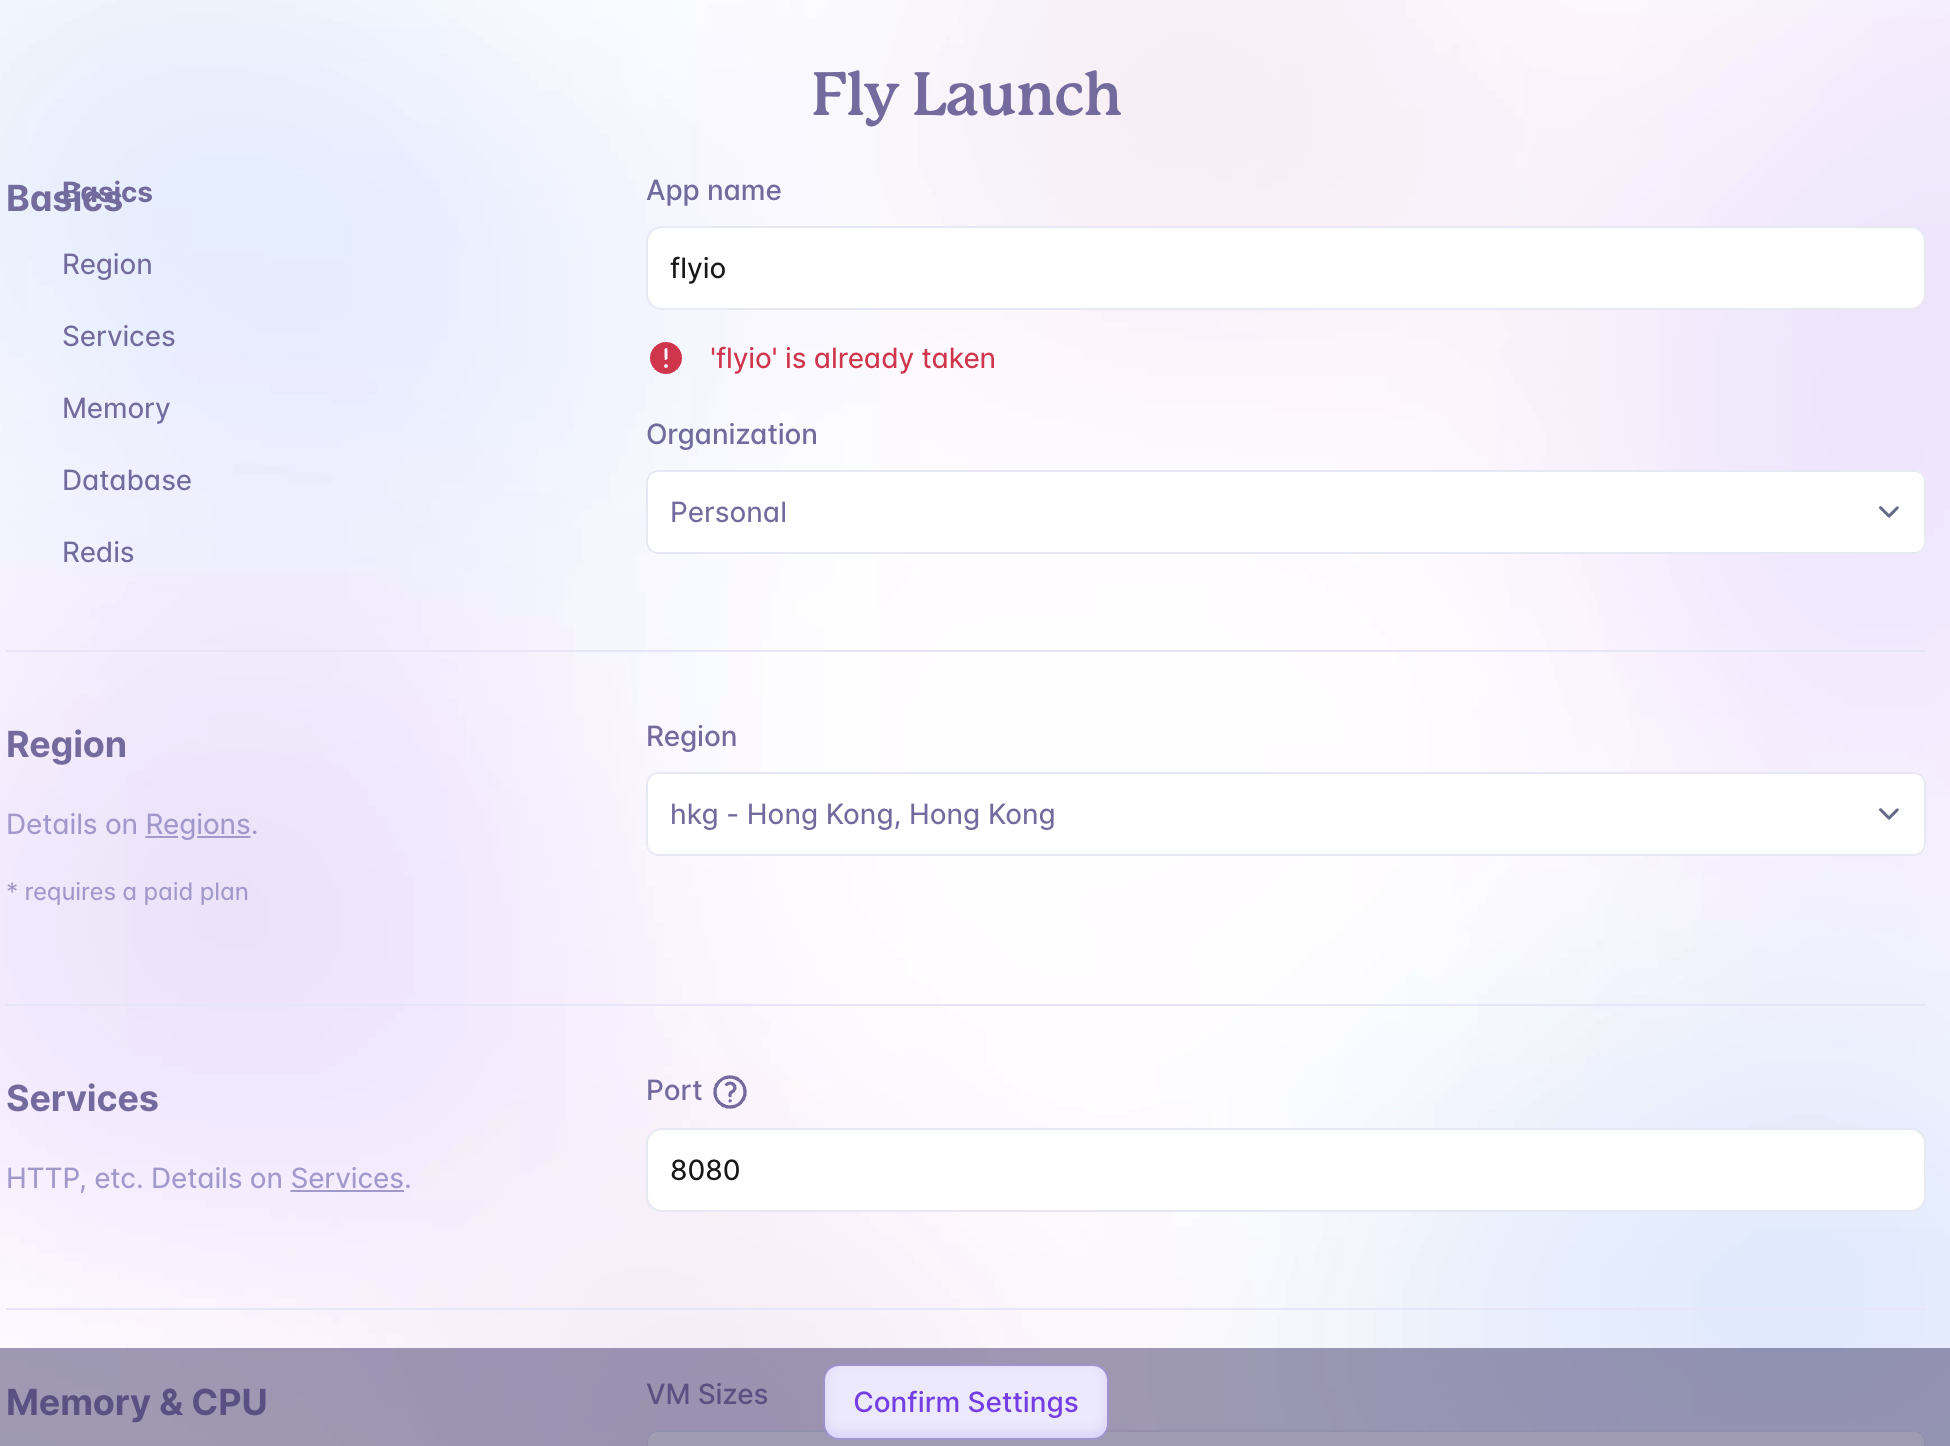 Fly Launch
Basics
Basics
Region
Services
Memory
Database
Redis
App name
flyio
'flyio' is already taken
Organization
Personal
Region
Details on Regions.
* requires a paid plan
Region
hkg - Hong Kong, Hong Kong
Services
HTTP, etc. Details on Services.
Port ?
8080
Memory & CPU
VM Sizes
Confirm Settings